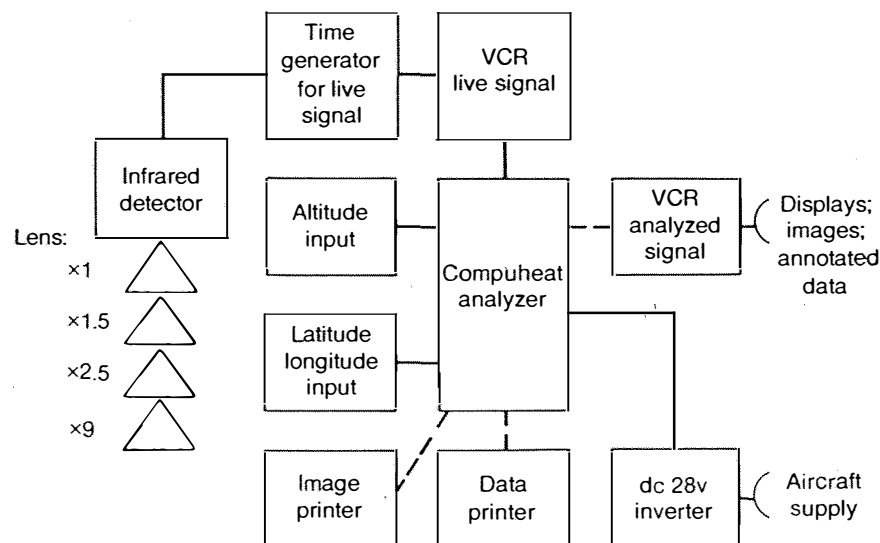 Time
generator
for live
signal
VCR
live signal
Infrared
detector
Altitude
input
VCR
analyzed
signal
Displays;
images;
annotated
data
Lens:
×1
×1.5
×2.5
×9
Compuheat
analyzer
Latitude
longitude
input
Image
printer
Data
printer
dc 28v
inverter
Aircraft
supply